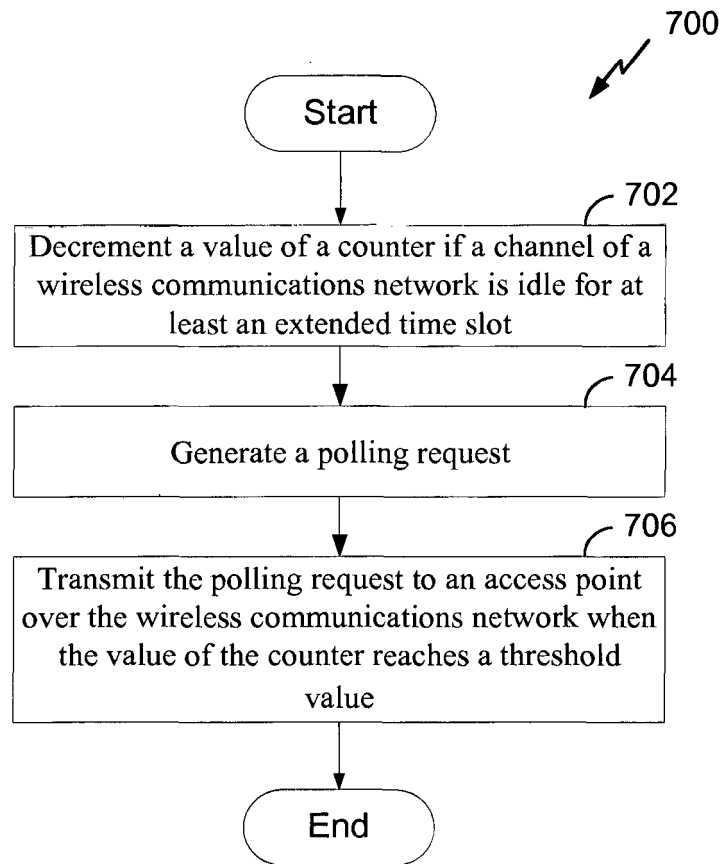 700
Start
702
Decrement a value of a counter if a channel of a
wireless communications network is idle for at
least an extended time slot
704
Generate a polling request
706
Transmit the polling request to an access point
over the wireless communications network when
the value of the counter reaches a threshold
value
End